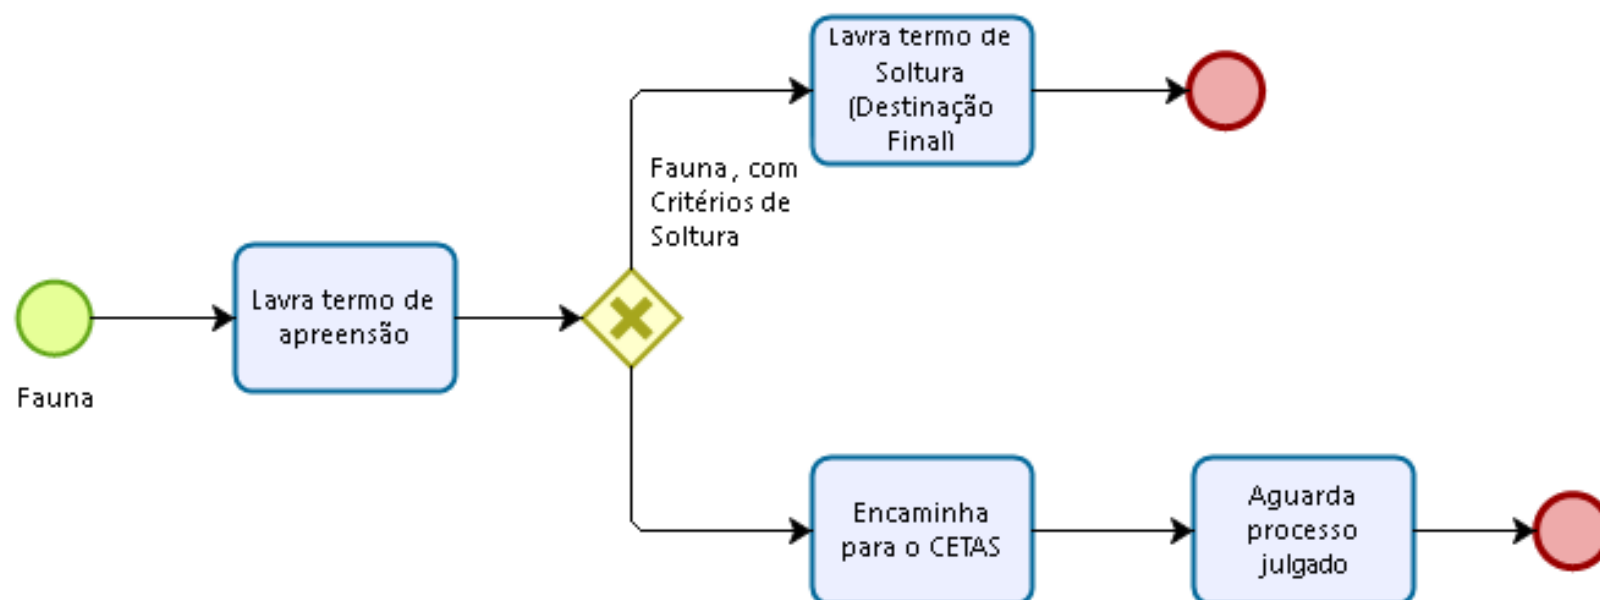 Lavra termo de
Soltura
(Destinação
Final)
Fauna, com
Critérios de
Soltura
Lavra termo de
apreensão
Fauna
Encaminha
para o CETAS
Aguarda
processo
julgado